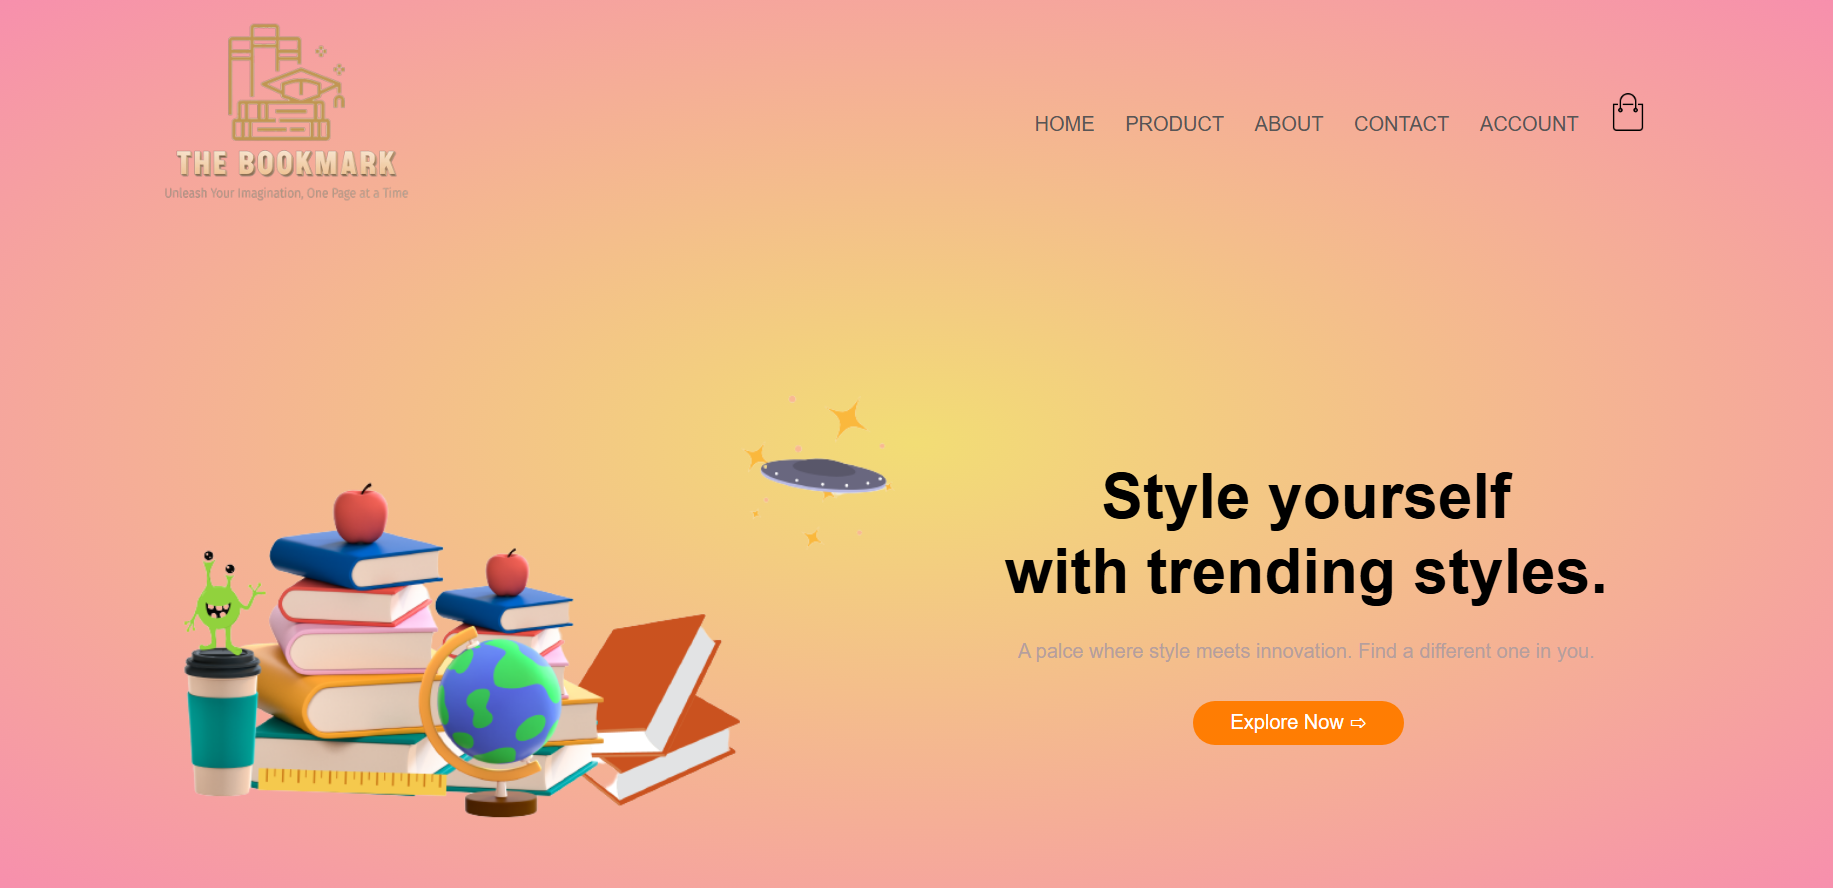 THE BOOKMARK
Unleash Your Imagination, One Page at a Time
HOME PRODUCT ABOUT CONTACT ACCOUNT
Style yourself
with trending styles.
A palce where style meets innovation. Find a different one in you.
Explore Now ⇨